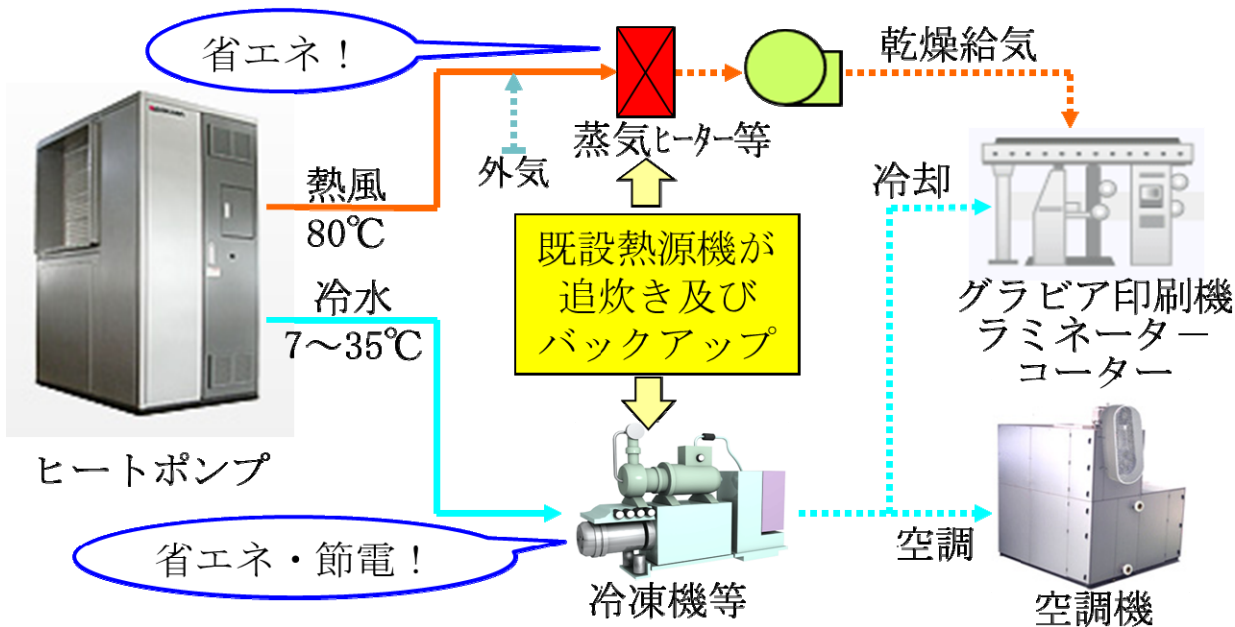 省エネ！
乾燥給気
蒸気ﾋｰﾀｰ等
外気
熱風
80℃
冷却
既設熱源機が
追炊き及び
バックアップ
冷水
7～35℃
グラビア印刷機
ラミネーター
コーター
ヒートポンプ
省エネ・節電！
冷凍機等
空調
空調機